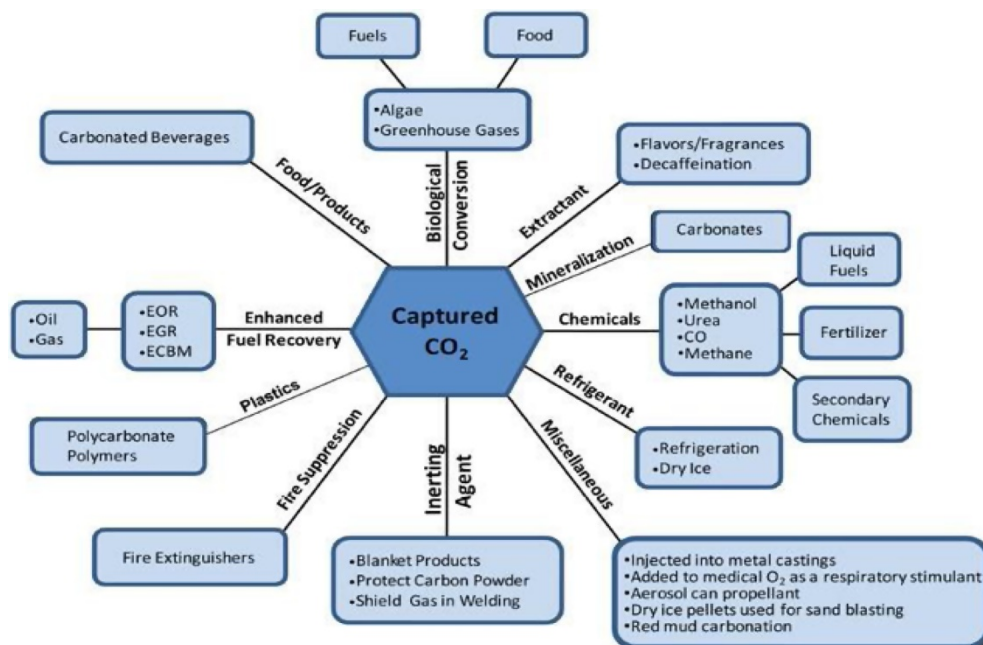 Fuels
Food
•Algae
•Greenhouse Gases
Carbonated Beverages
•Flavors/Fragrances
•Decaffeination
Food/Products
Biological
Conversion
Extractant
Mineralization
Carbonates
Liquid
Fuels
•Oil
•Gas
•EOR
•EGR
•ECBM
Enhanced
Fuel Recovery
Captured
CO₂
Chemicals
•Methanol
•Urea
•CO
•Methane
Fertilizer
Secondary
Chemicals
Plastics
Polycarbonate
Polymers
Refrigerant
•Refrigeration
•Dry Ice
Fire Suppression
Fire Extinguishers
Inerting
Agent
•Blanket Products
•Protect Carbon Powder
•Shield Gas in Welding
Miscellaneous
•Injected into metal castings
•Added to medical O₂ as a respiratory stimulant
•Aerosol can propellant
•Dry ice pellets used for sand blasting
•Red mud carbonation